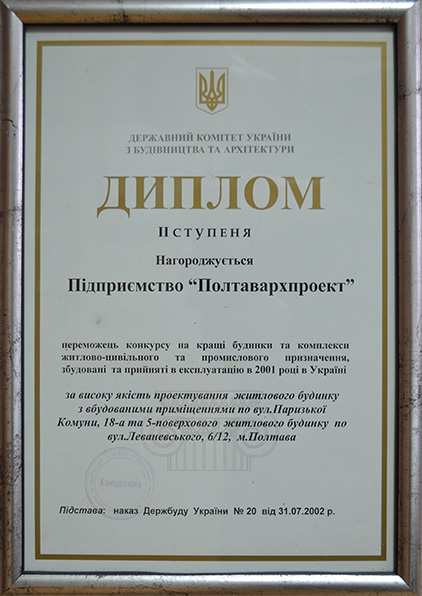 ДЕРЖАВНИЙ КОМІТЕТ УКРАЇНИ
З БУДІВНИЦТВА ТА АРХІТЕКТУРИ
ДИПЛОМ
ІІ СТУПЕНЯ
Нагороджується
Підприємство “Полтавархпроект”
переможець конкурсу на кращі будинки та комплекси
житлово-цивільного та промислового призначення,
збудовані та прийняті в експлуатацію в 2001 році в Україні
за високу якість проектування житлового будинку
з вбудованими приміщеннями по вул.Паризької
Комуни, 18-а та 5-поверхового житлового будинку по
вул.Леваневського, 6/12, м.Полтава
Канцелярія
Підстава: наказ Держбуду України № 20 від 31.07.2002 р.